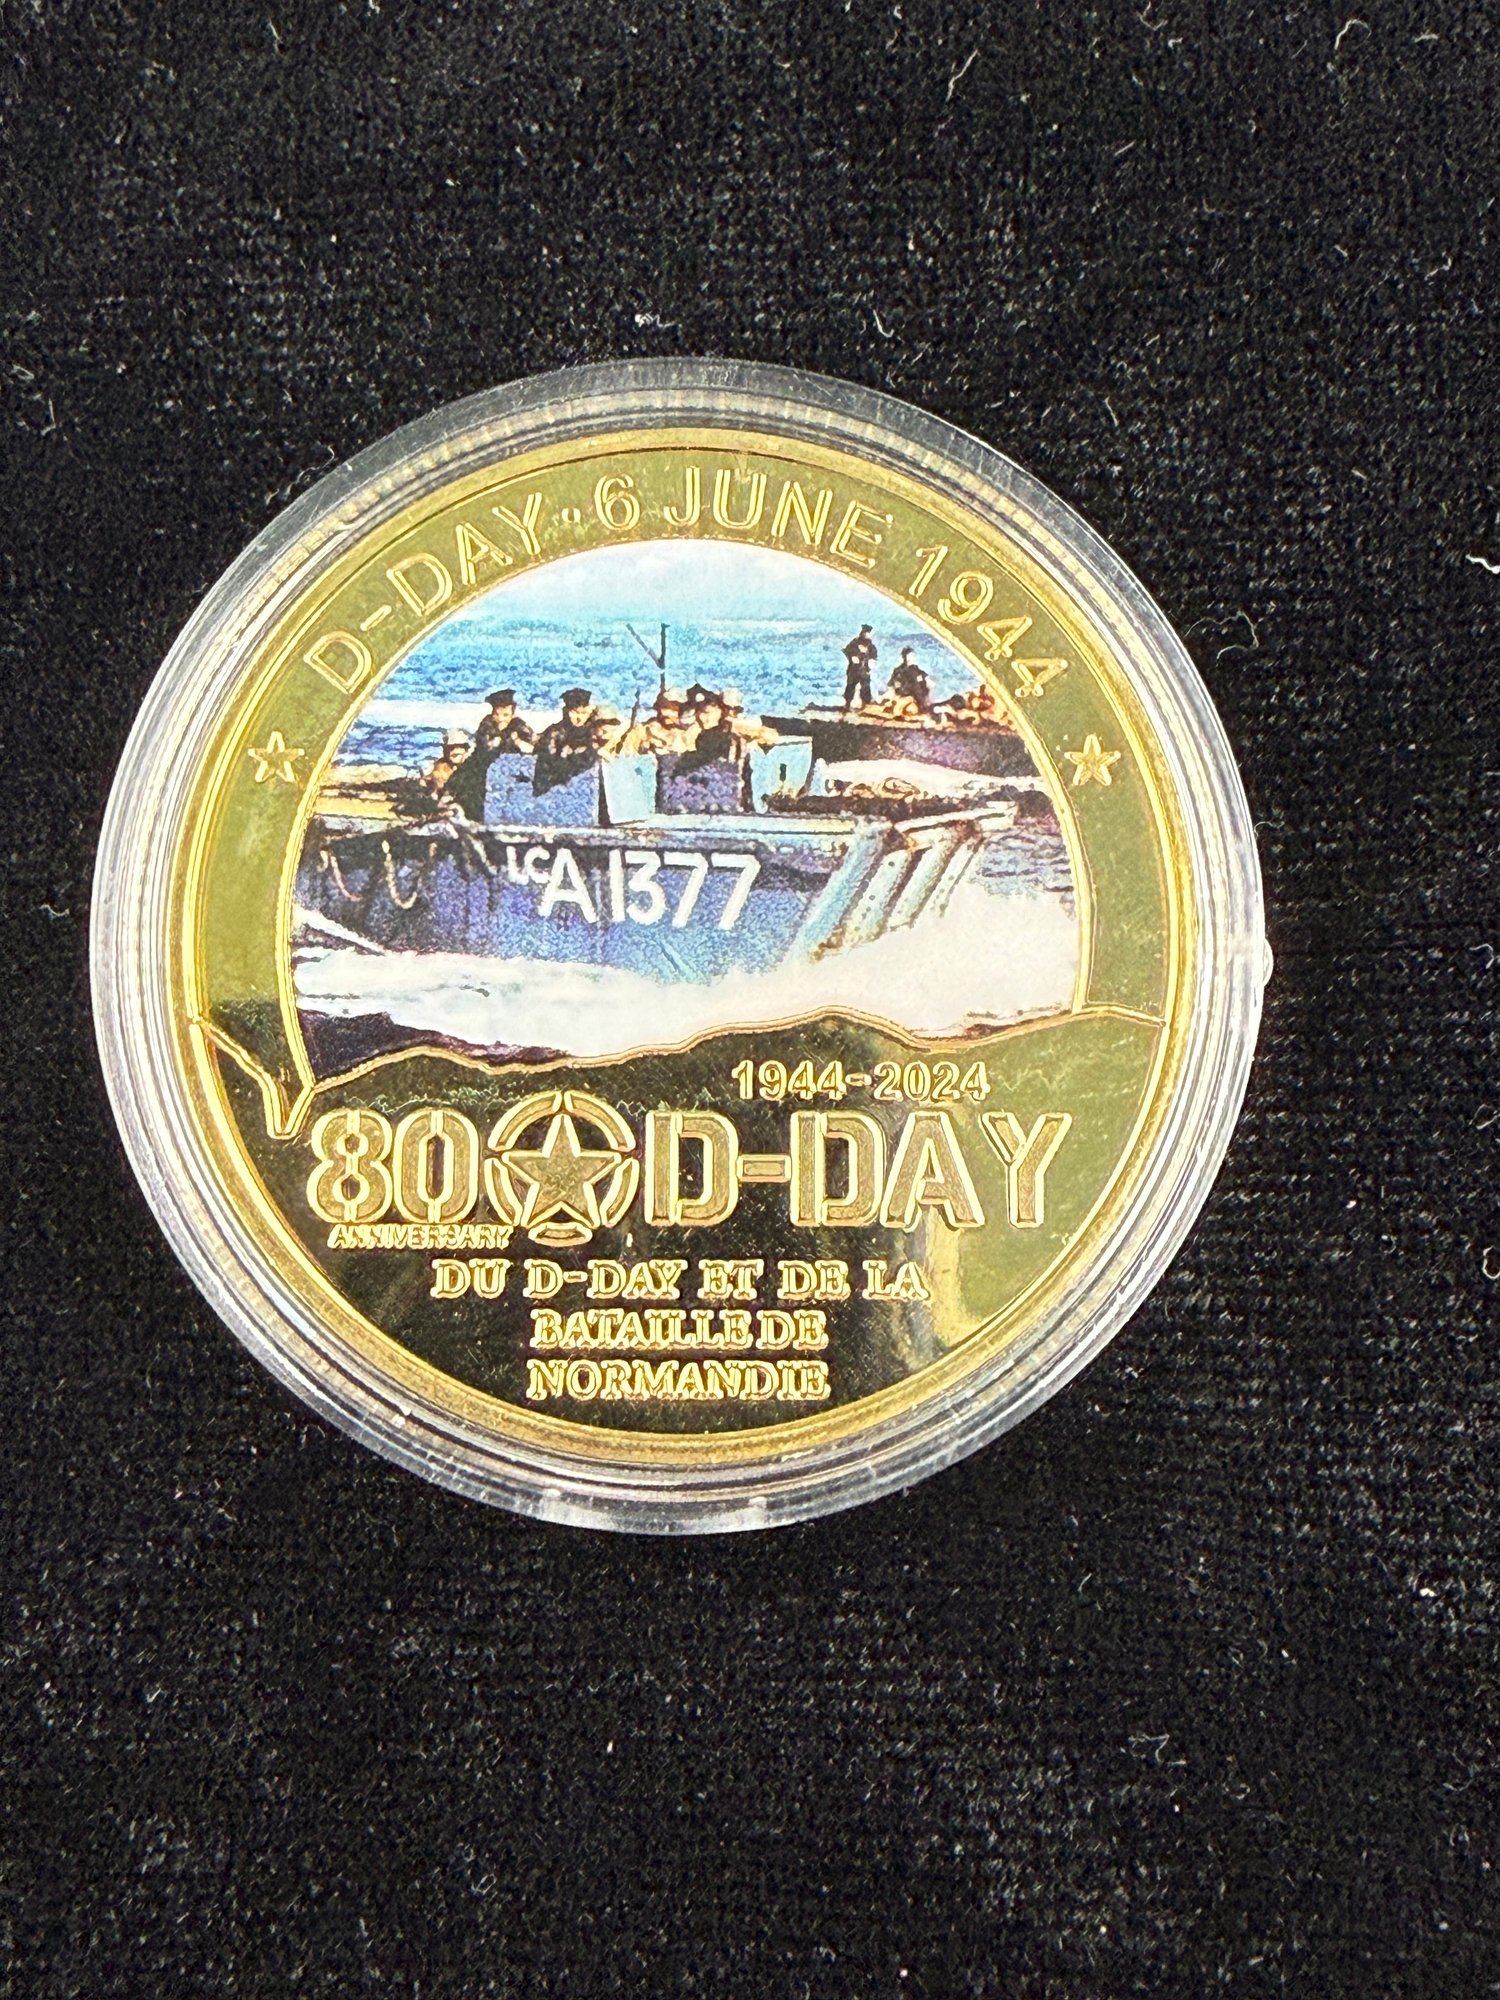 D-DAY · 6 JUNE 1944
LCA 1377
1944-2024
80 D-DAY
ANNIVERSARY
DU D-DAY ET DE LA
BATAILLE DE
NORMANDIE